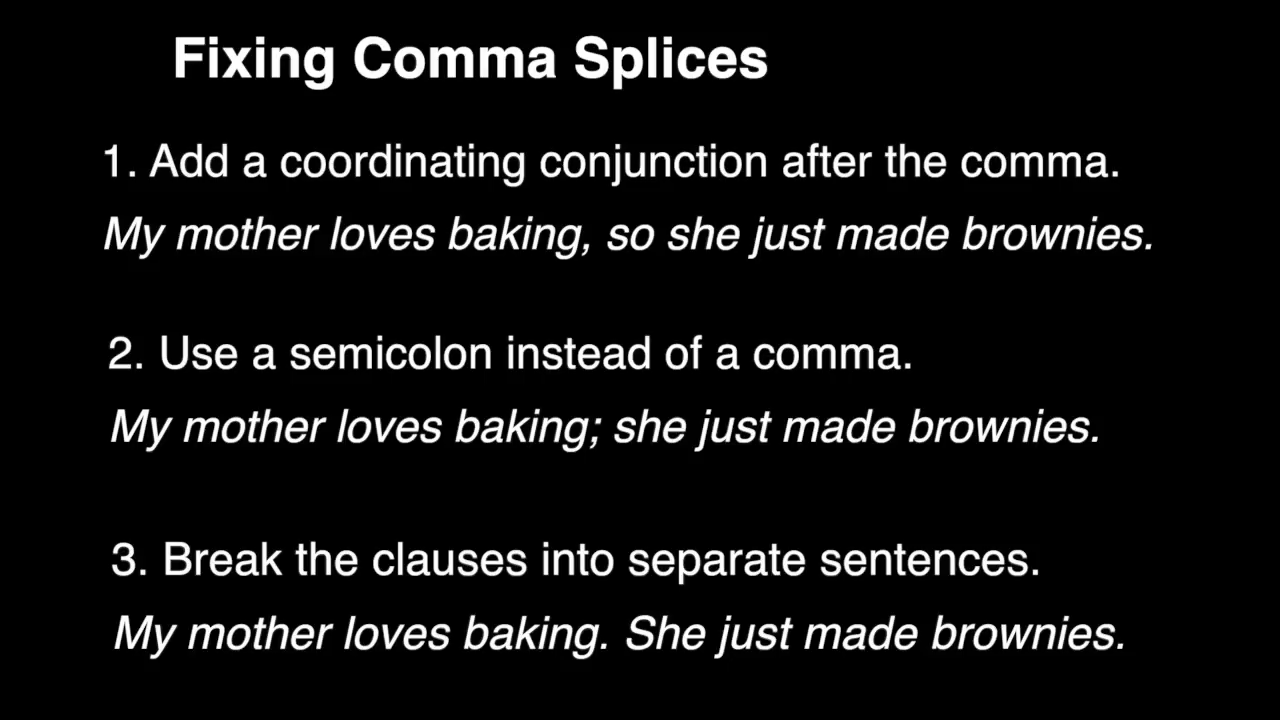 Fixing Comma Splices
1. Add a coordinating conjunction after the comma.
My mother loves baking, so she just made brownies.
2. Use a semicolon instead of a comma.
My mother loves baking; she just made brownies.
3. Break the clauses into separate sentences.
My mother loves baking. She just made brownies.